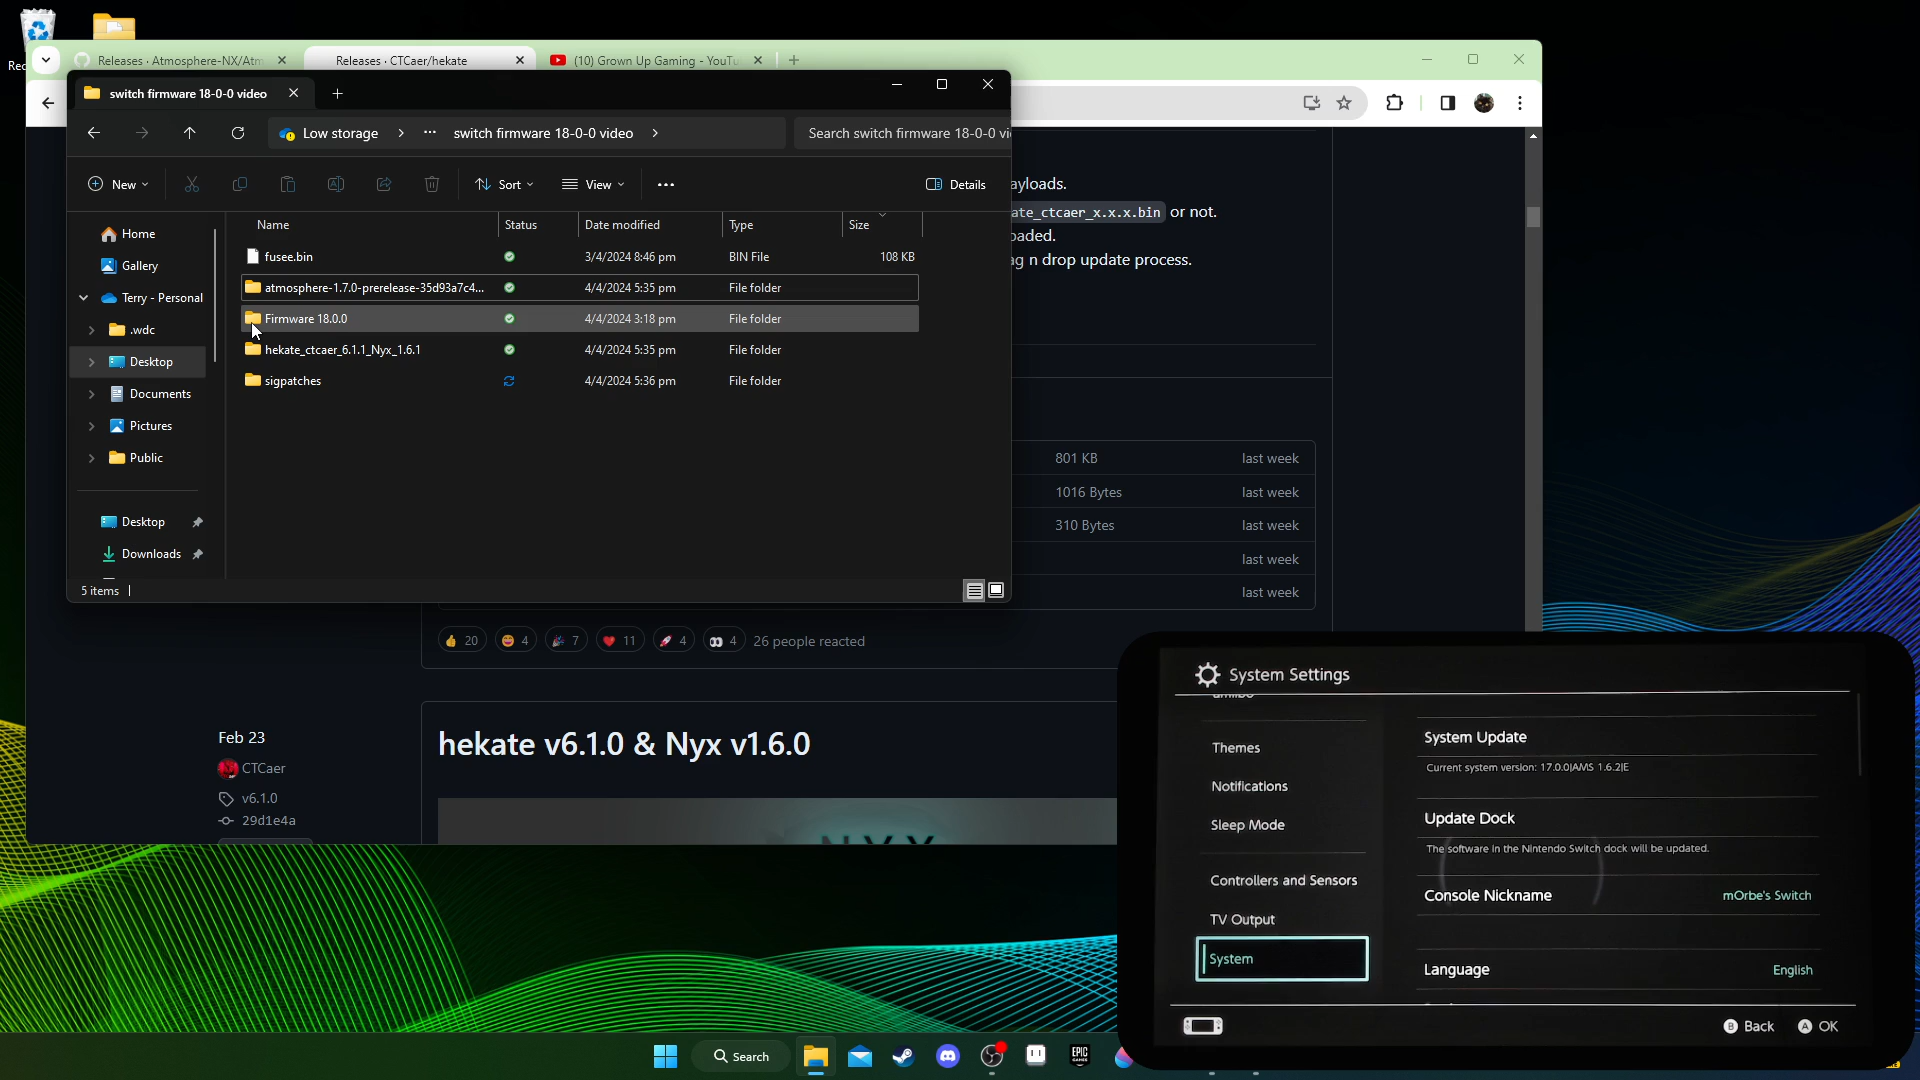 Rec
Releases · Atmosphere-NX/Atm
Releases · CTCaer/hekate
(10) Grown Up Gaming - YouTu
switch firmware 18-0-0 video
Low storage
switch firmware 18-0-0 video
Search switch firmware 18-0-0 vi
New
Sort
View
Details
Home
Gallery
Terry - Personal
.wdc
Desktop
Documents
Pictures
Public
Desktop
Downloads
Name Status Date modified Type Size
fusee.bin 3/4/2024 8:46 pm BIN File 108 KB
atmosphere-1.7.0-prerelease-35d93a7c4... 4/4/2024 5:35 pm File folder
Firmware 18.0.0 4/4/2024 3:18 pm File folder
hekate_ctcaer_6.1.1_Nyx_1.6.1 4/4/2024 5:35 pm File folder
sigpatches 4/4/2024 5:36 pm File folder
5 items
ayloads.
ate_ctcaer_x.x.x.bin or not.
oaded.
ag n drop update process.
801 KB last week
1016 Bytes last week
310 Bytes last week
last week
last week
20 4 7 11 4 4 26 people reacted
Feb 23
CTCaer
v6.1.0
29d1e4a
hekate v6.1.0 & Nyx v1.6.0
NYX
System Settings
amiibo
Themes
Notifications
Sleep Mode
Controllers and Sensors
TV Output
System
System Update
Current system version: 17.0.0|AMS 1.6.2|E
Update Dock
The software in the Nintendo Switch dock will be updated.
Console Nickname mOrbe's Switch
Language English
B Back A OK
Search
EPIC
GAMES